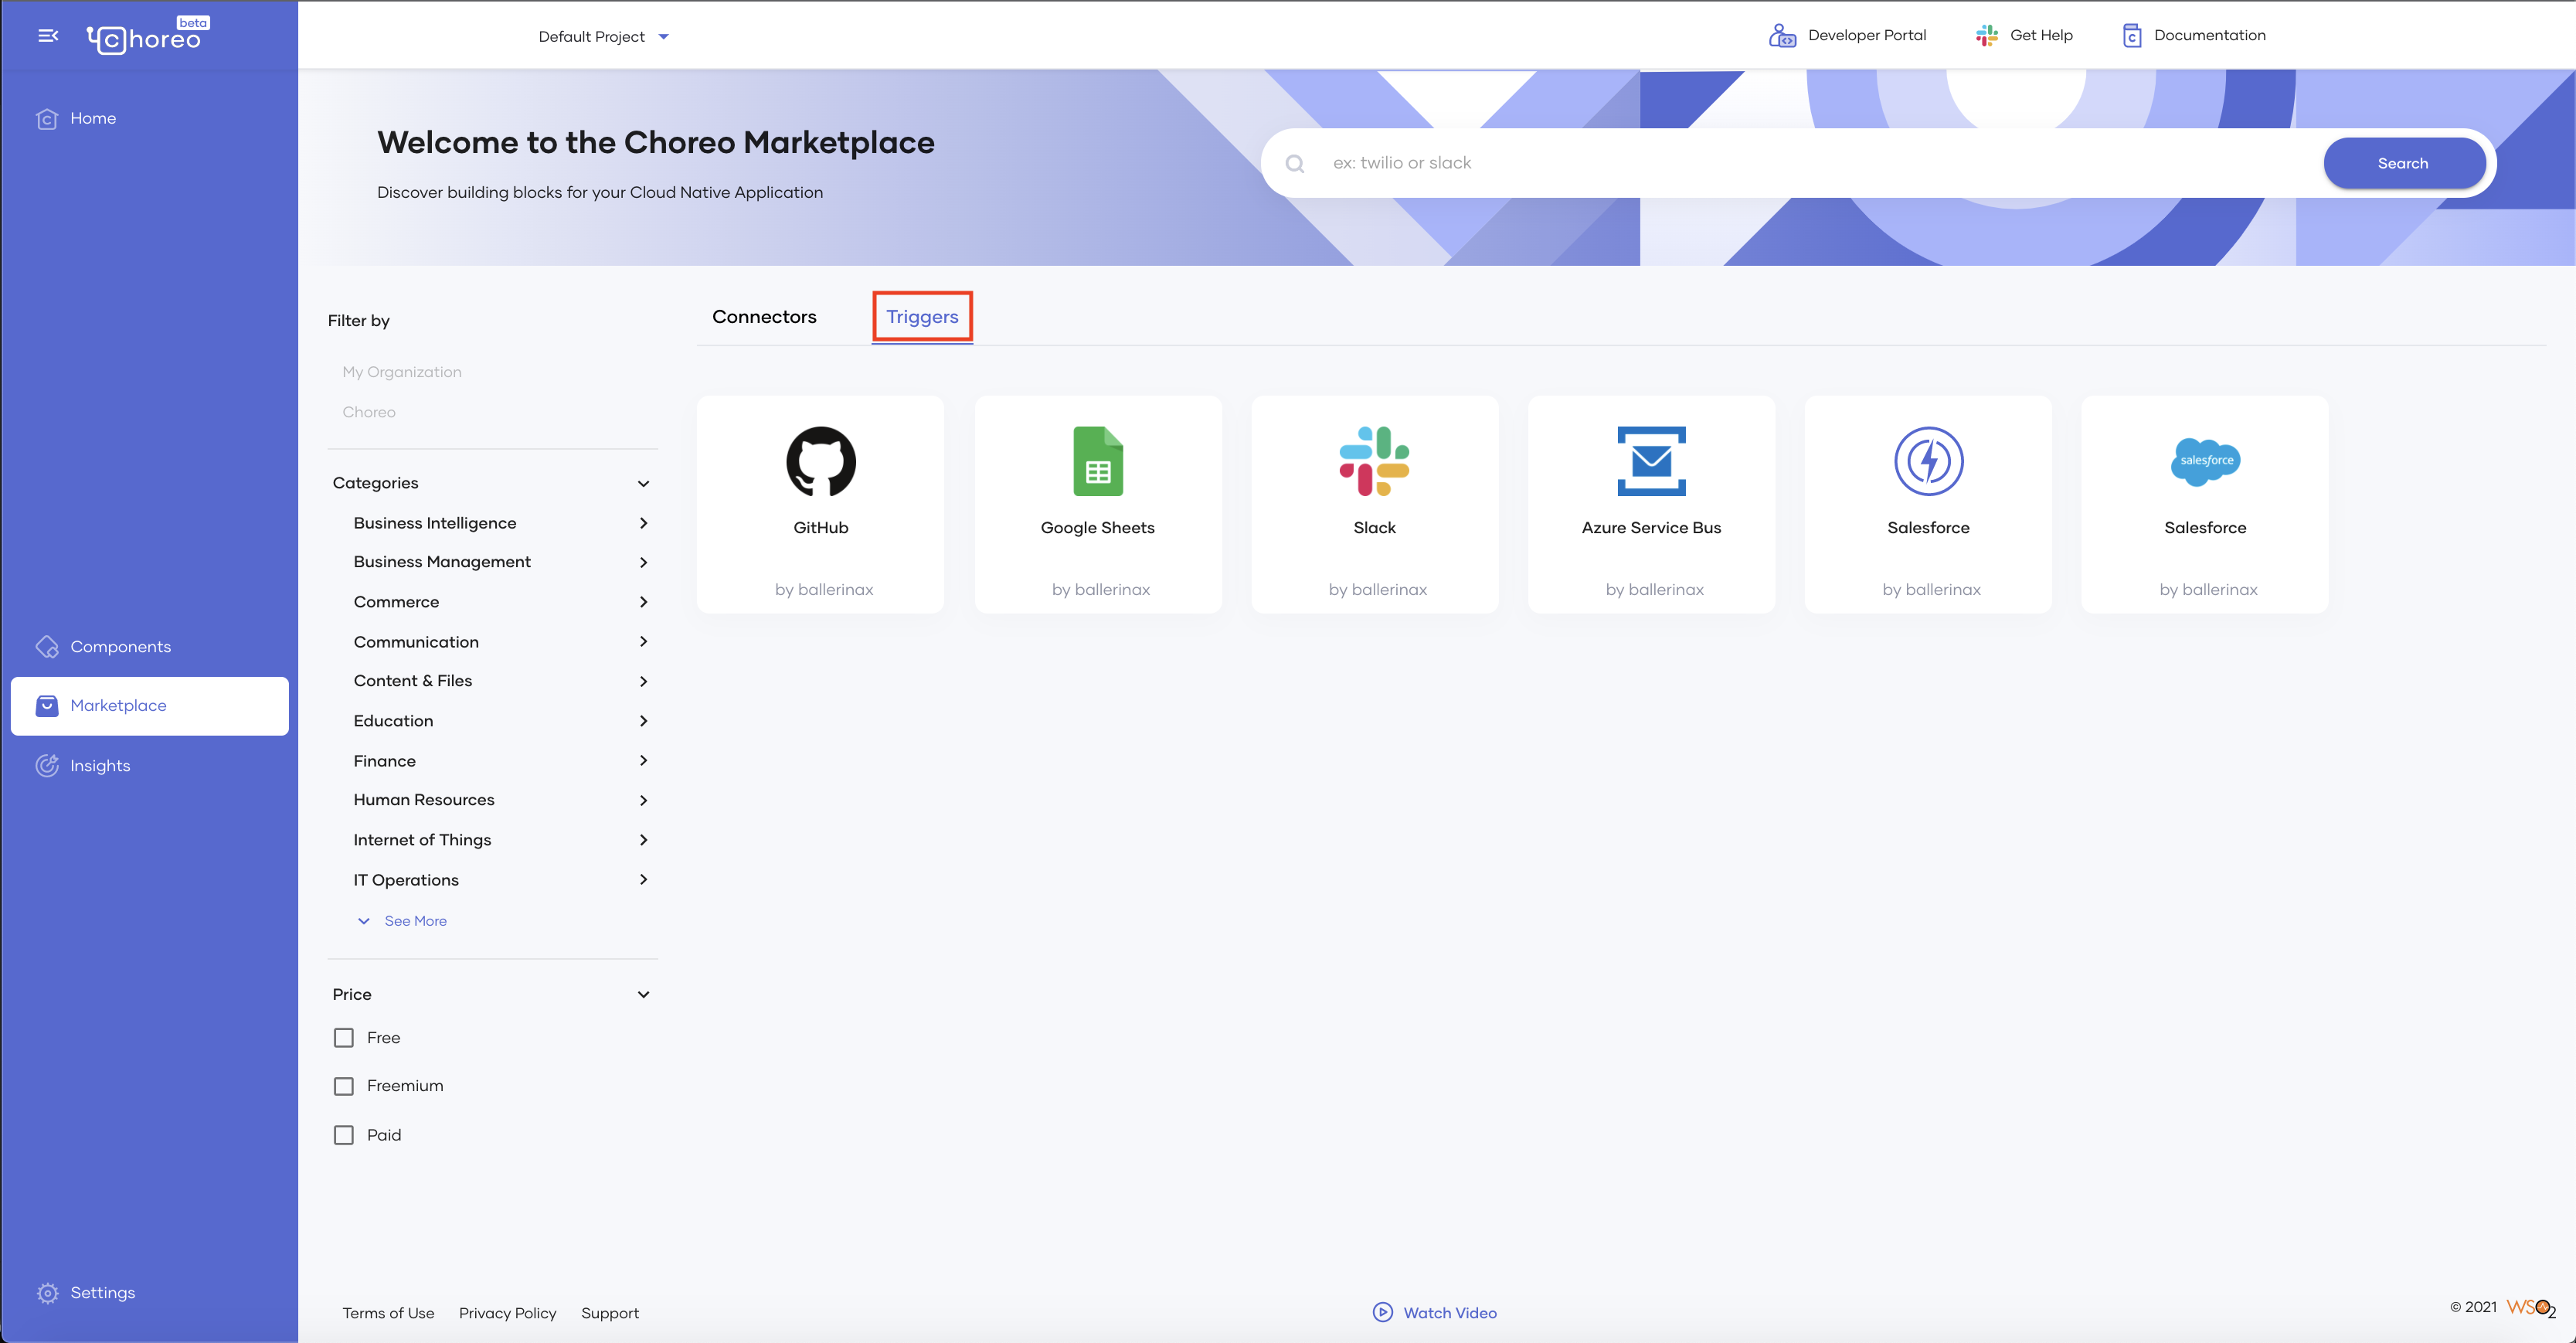 beta
choreo
Default Project
Developer Portal
Get Help
Documentation
Home
Components
Marketplace
Insights
Settings
Welcome to the Choreo Marketplace
Discover building blocks for your Cloud Native Application
ex: twilio or slack
Search
Filter by
My Organization
Choreo
Categories
Business Intelligence
Business Management
Commerce
Communication
Content & Files
Education
Finance
Human Resources
Internet of Things
IT Operations
See More
Price
Free
Freemium
Paid
Connectors
Triggers
GitHub
by ballerinax
Google Sheets
by ballerinax
Slack
by ballerinax
Azure Service Bus
by ballerinax
Salesforce
by ballerinax
salesforce
Salesforce
by ballerinax
Terms of Use
Privacy Policy
Support
Watch Video
© 2021 WSO2